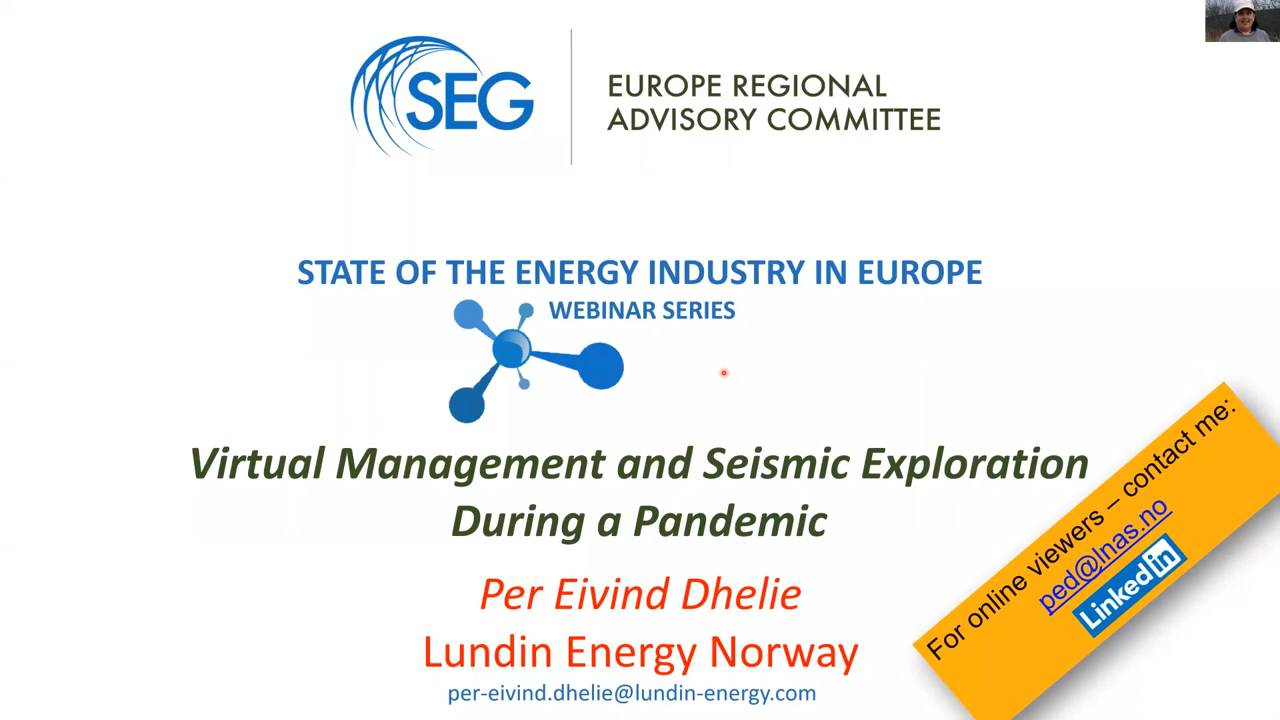 SEG
EUROPE REGIONAL
ADVISORY COMMITTEE
STATE OF THE ENERGY INDUSTRY IN EUROPE
WEBINAR SERIES
Virtual Management and Seismic Exploration
During a Pandemic
Per Eivind Dhelie
Lundin Energy Norway
per-eivind.dhelie@lundin-energy.com
For online viewers – contact me:
ped@lnas.no
LinkedIn